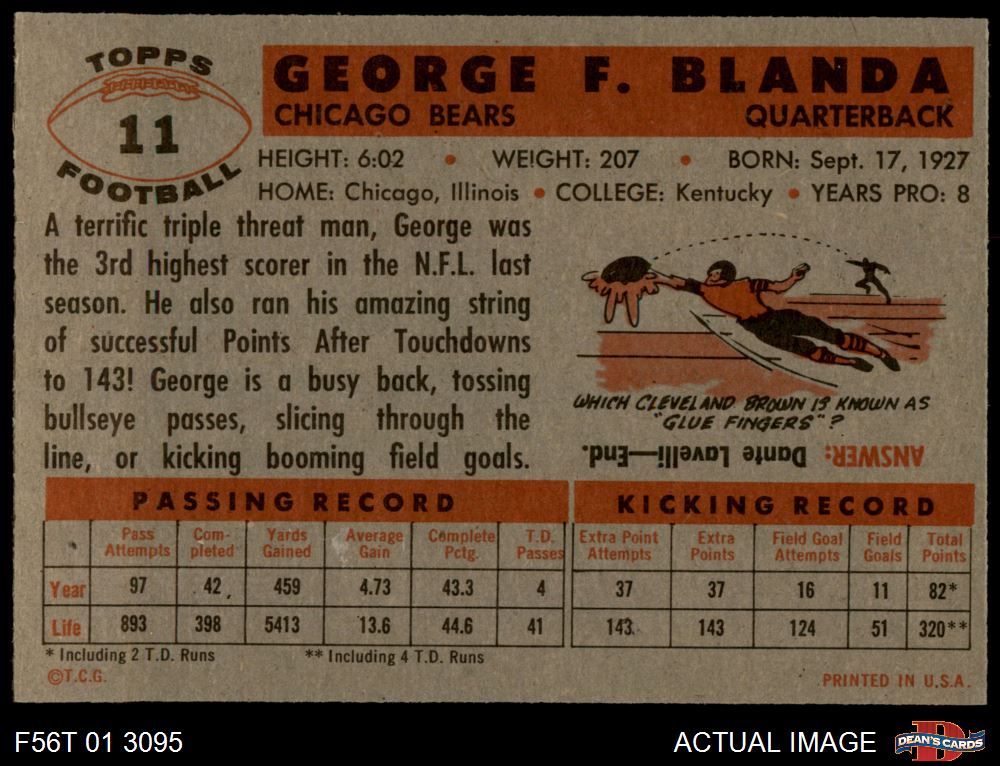 TOPPS
11
FOOTBALL
GEORGE F. BLANDA
CHICAGO BEARS QUARTERBACK
HEIGHT: 6:02 • WEIGHT: 207 • BORN: Sept. 17, 1927
HOME: Chicago, Illinois • COLLEGE: Kentucky • YEARS PRO: 8
A terrific triple threat man, George was
the 3rd highest scorer in the N.F.L. last
season. He also ran his amazing string
of successful Points After Touchdowns
to 143! George is a busy back, tossing
bullseye passes, slicing through the
line, or kicking booming field goals.
WHICH CLEVELAND BROWN IS KNOWN AS
"GLUE FINGERS"?
ANSWER: Dante Lavelli—End.
PASSING RECORD
Pass Attempts Com-pleted Yards Gained Average Gain Complete Pctg. T.D. Passes
Year 97 42 459 4.73 43.3 4
Life 893 398 5413 13.6 44.6 41
KICKING RECORD
Extra Point Attempts Extra Points Field Goal Attempts Field Goals Total Points
37 37 16 11 82*
143 143 124 51 320**
* Including 2 T.D. Runs ** Including 4 T.D. Runs
©T.C.G. PRINTED IN U.S.A.
F56T 01 3095 ACTUAL IMAGE DEAN'S CARDS